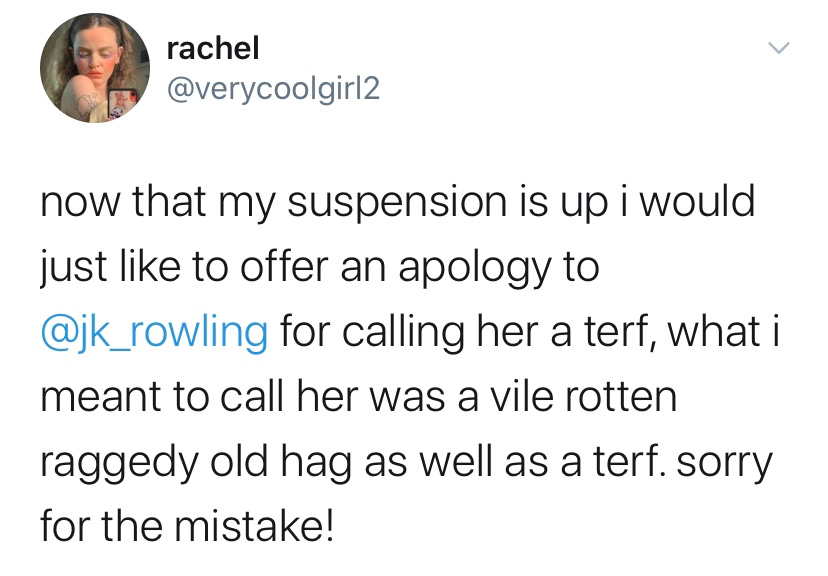 rachel
@verycoolgirl2
now that my suspension is up i would
just like to offer an apology to
@jk_rowling for calling her a terf, what i
meant to call her was a vile rotten
raggedy old hag as well as a terf. sorry
for the mistake!